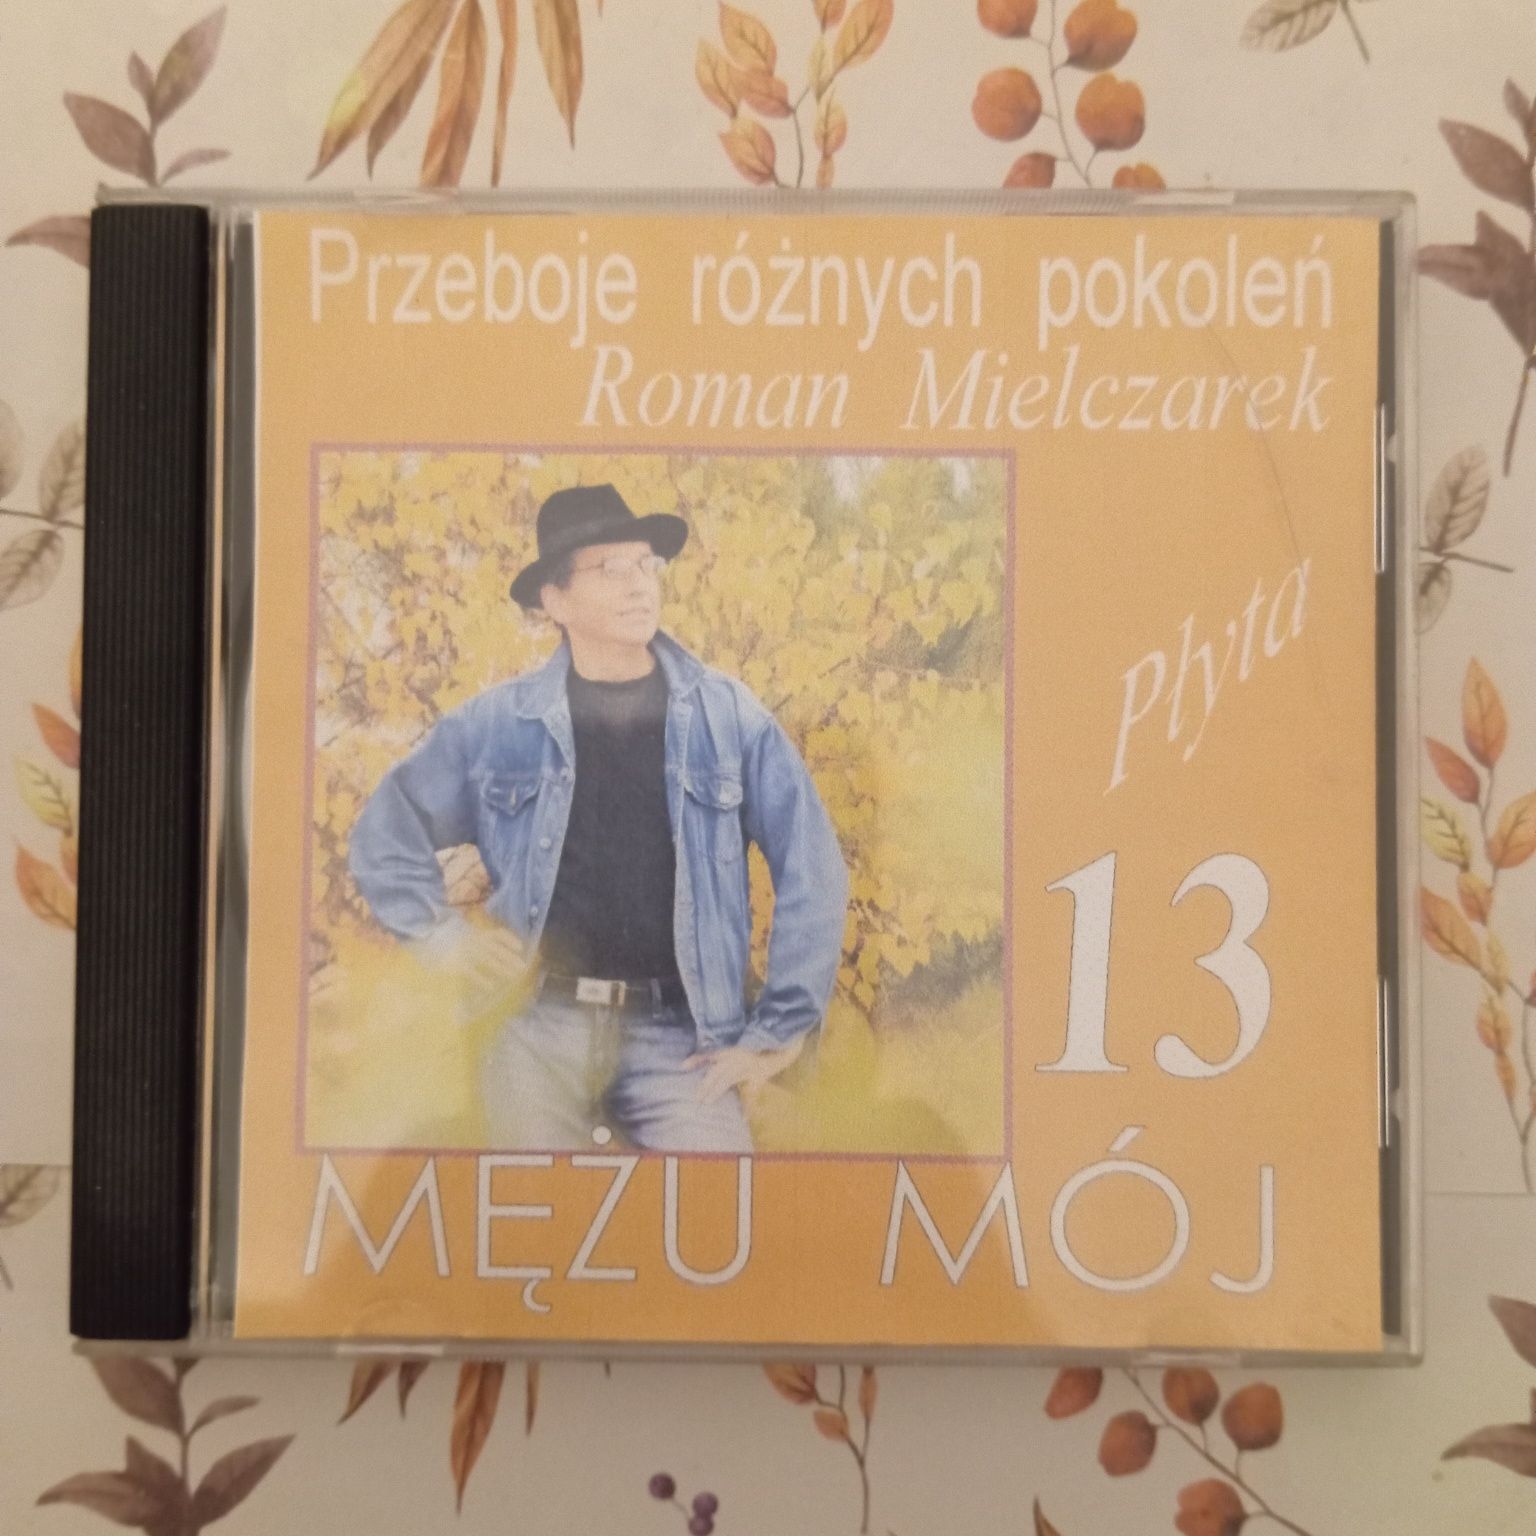 Przeboje różnych pokoleń
Roman Mielczarek
Płyta
13
MĘŻU MÓJ